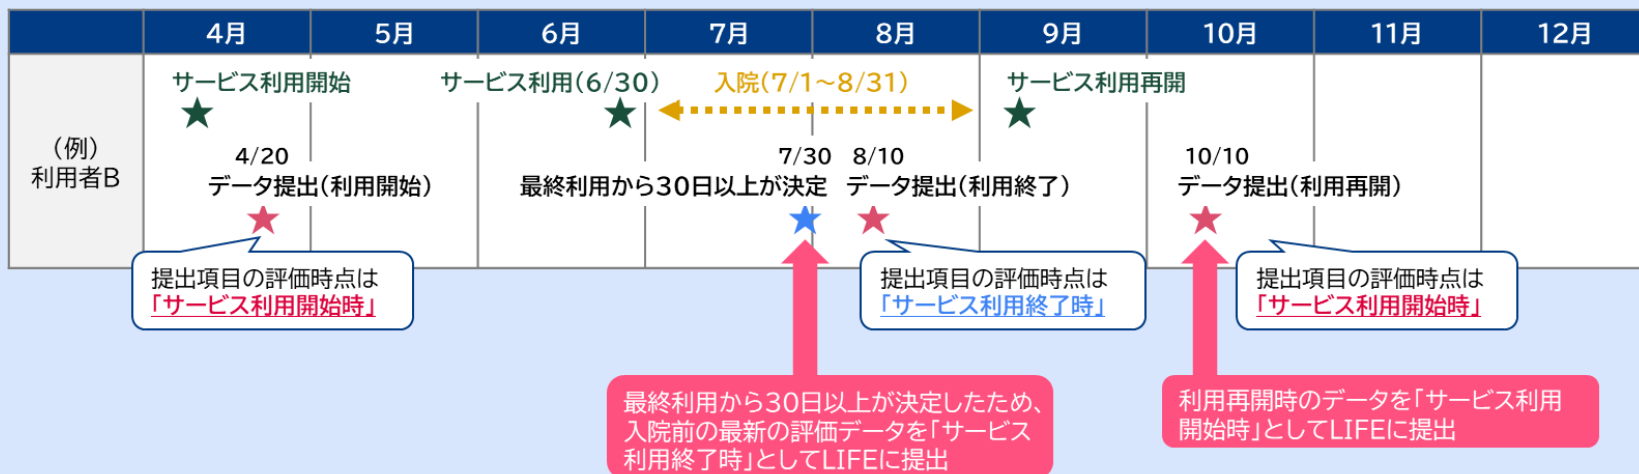 4月 5月 6月 7月 8月 9月 10月 11月 12月
サービス利用開始 サービス利用(6/30) 入院(7/1～8/31) サービス利用再開
(例)
利用者B
4/20 7/30 8/10 10/10
データ提出(利用開始) 最終利用から30日以上が決定 データ提出(利用終了) データ提出(利用再開)
提出項目の評価時点は
「サービス利用開始時」
提出項目の評価時点は
「サービス利用終了時」
提出項目の評価時点は
「サービス利用開始時」
最終利用から30日以上が決定したため、
入院前の最新の評価データを「サービス
利用終了時」としてLIFEに提出
利用再開時のデータを「サービス利用
開始時」としてLIFEに提出